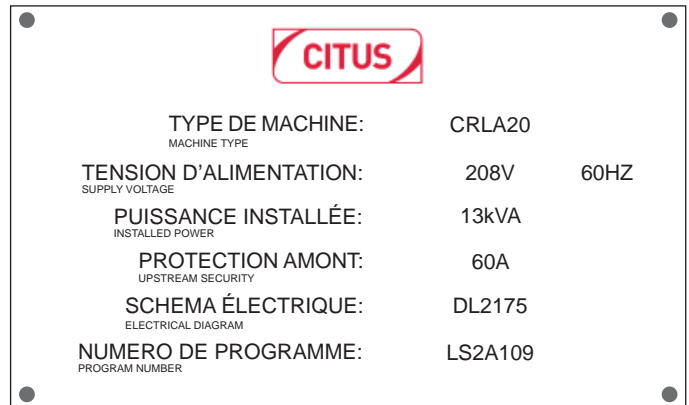 CITUS
TYPE DE MACHINE: CRLA20
MACHINE TYPE
TENSION D'ALIMENTATION: 208V 60HZ
SUPPLY VOLTAGE
PUISSANCE INSTALLÉE: 13kVA
INSTALLED POWER
PROTECTION AMONT: 60A
UPSTREAM SECURITY
SCHEMA ÉLECTRIQUE: DL2175
ELECTRICAL DIAGRAM
NUMERO DE PROGRAMME: LS2A109
PROGRAM NUMBER